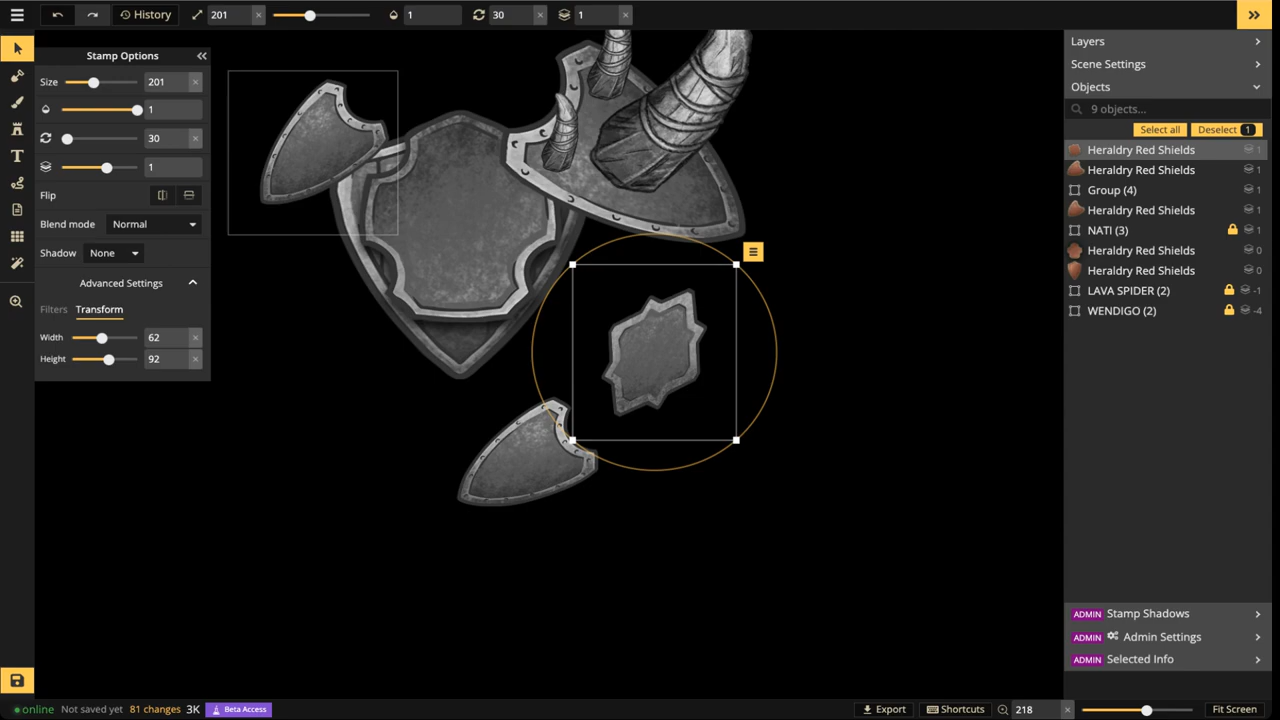 History 201 × 1 30 × 1 ×
Stamp Options
Size 201 ×
1
30
1
Flip
Blend mode Normal
Shadow None
Advanced Settings
Filters Transform
Width 62 ×
Height 92 ×
Layers
Scene Settings
Objects
9 objects...
Select all Deselect 1
Heraldry Red Shields 1
Heraldry Red Shields 1
Group (4) 1
Heraldry Red Shields 1
NATI (3) 1
Heraldry Red Shields 0
Heraldry Red Shields 0
LAVA SPIDER (2) -1
WENDIGO (2) -4
ADMIN Stamp Shadows
ADMIN Admin Settings
ADMIN Selected Info
online Not saved yet 81 changes 3K Beta Access Export Shortcuts 218 × Fit Screen